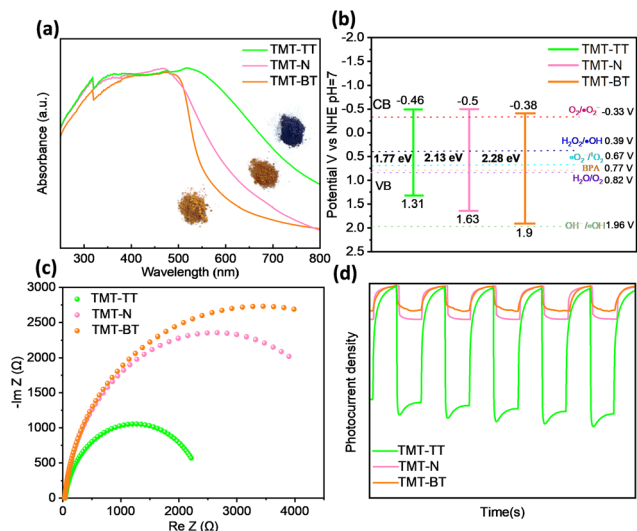 (a)
TMT-TT
TMT-N
TMT-BT
Absorbance (a.u.)
300 400 500 600 700 800
Wavelength (nm)
(b)
TMT-TT
TMT-N
TMT-BT
Potential V vs NHE pH=7
-2.0
-1.5
-1.0
-0.5
0.0
0.5
1.0
1.5
2.0
2.5
CB
VB
-0.46
-0.5
-0.38
1.77 eV
2.13 eV
2.28 eV
1.31
1.63
1.9
O₂/•O₂⁻ -0.33 V
H₂O₂/•OH 0.39 V
•O₂⁻/¹O₂ 0.67 V
BPA 0.77 V
H₂O/O₂ 0.82 V
OH⁻/•OH 1.96 V
(c)
TMT-TT
TMT-N
TMT-BT
-Im Z (Ω)
3000
2500
2000
1500
1000
500
0
0 1000 2000 3000 4000
Re Z (Ω)
(d)
Photocurrent density
TMT-TT
TMT-N
TMT-BT
Time(s)